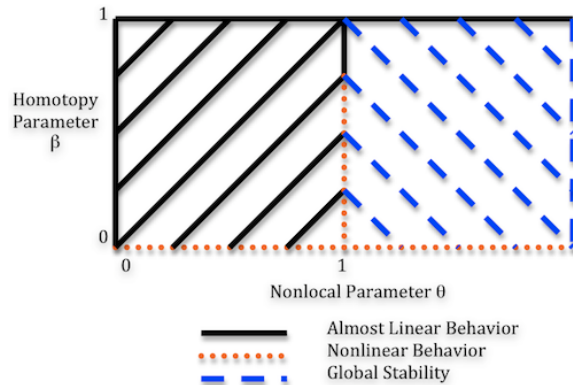 1
Homotopy
Parameter
β
0
0
1
Nonlocal Parameter θ
Almost Linear Behavior
Nonlinear Behavior
Global Stability